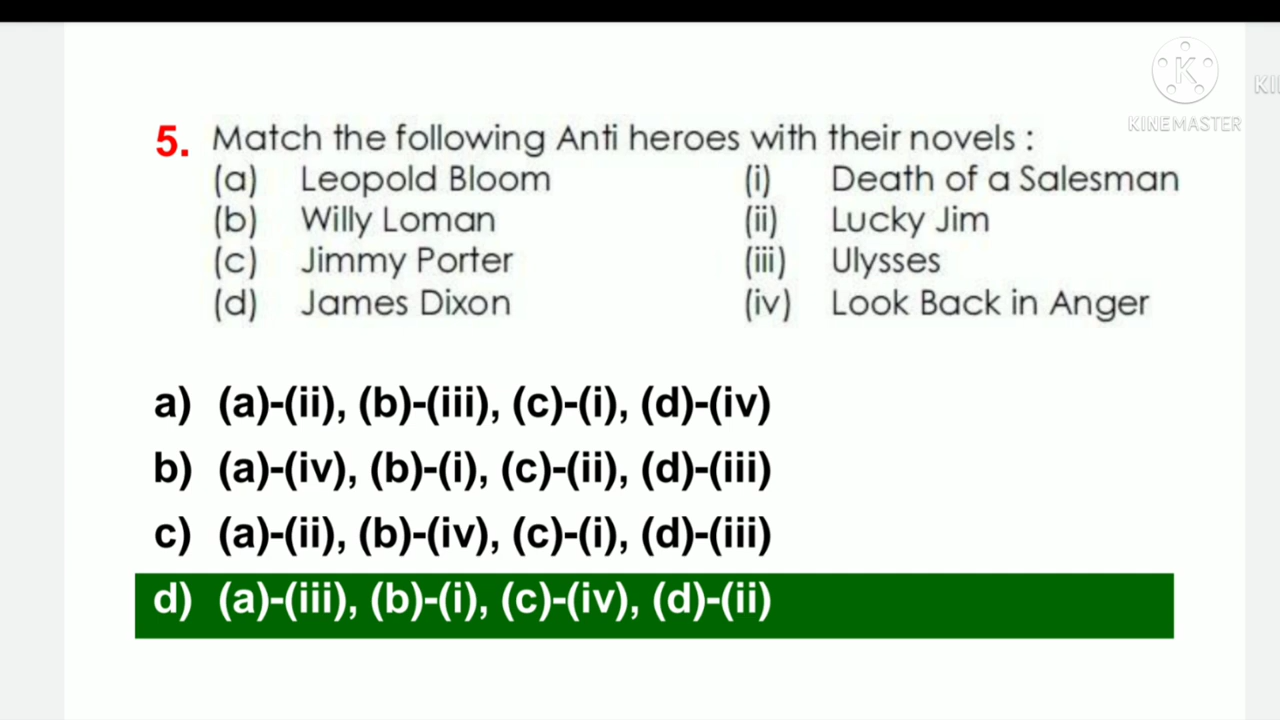 K
KINEMASTER
KI
5. Match the following Anti heroes with their novels :
(a) Leopold Bloom (i) Death of a Salesman
(b) Willy Loman (ii) Lucky Jim
(c) Jimmy Porter (iii) Ulysses
(d) James Dixon (iv) Look Back in Anger
a) (a)-(ii), (b)-(iii), (c)-(i), (d)-(iv)
b) (a)-(iv), (b)-(i), (c)-(ii), (d)-(iii)
c) (a)-(ii), (b)-(iv), (c)-(i), (d)-(iii)
d) (a)-(iii), (b)-(i), (c)-(iv), (d)-(ii)